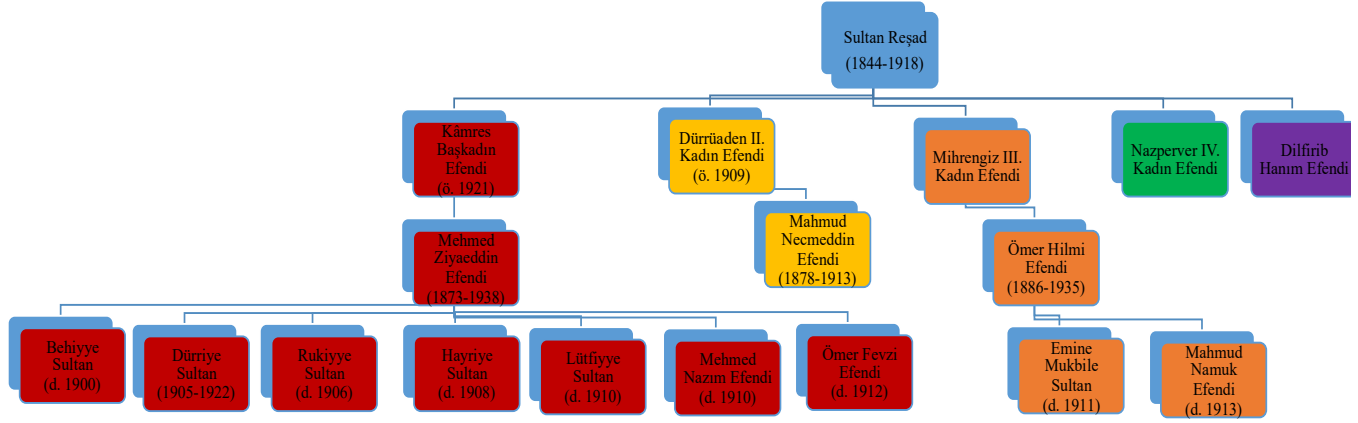 Sultan Reşad
(1844-1918)
Kâmres
Başkadın
Efendi
(ö. 1921)
Dürrüaden II.
Kadın Efendi
(ö. 1909)
Mihrengiz III.
Kadın Efendi
Nazperver IV.
Kadın Efendi
Dilfirib
Hanım Efendi
Mehmed
Ziyaeddin
Efendi
(1873-1938)
Mahmud
Necmeddin
Efendi
(1878-1913)
Ömer Hilmi
Efendi
(1886-1935)
Behiyye
Sultan
(d. 1900)
Dürriye
Sultan
(1905-1922)
Rukiyye
Sultan
(d. 1906)
Hayriye
Sultan
(d. 1908)
Lütfiyye
Sultan
(d. 1910)
Mehmed
Nazım Efendi
(d. 1910)
Ömer Fevzi
Efendi
(d. 1912)
Emine
Mukbile
Sultan
(d. 1911)
Mahmud
Namuk
Efendi
(d. 1913)